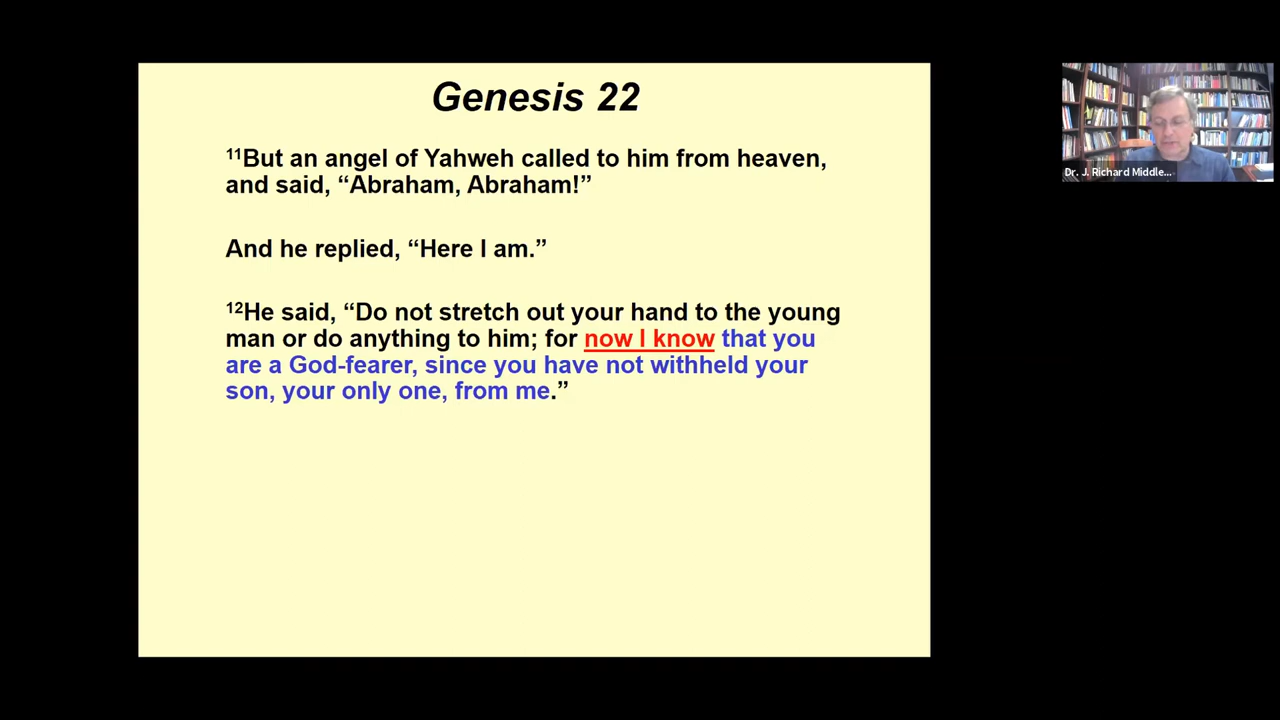 Genesis 22
¹¹But an angel of Yahweh called to him from heaven,
and said, “Abraham, Abraham!”
And he replied, “Here I am.”
¹²He said, “Do not stretch out your hand to the young
man or do anything to him; for now I know that you
are a God-fearer, since you have not withheld your
son, your only one, from me.”
Dr. J. Richard Middle...